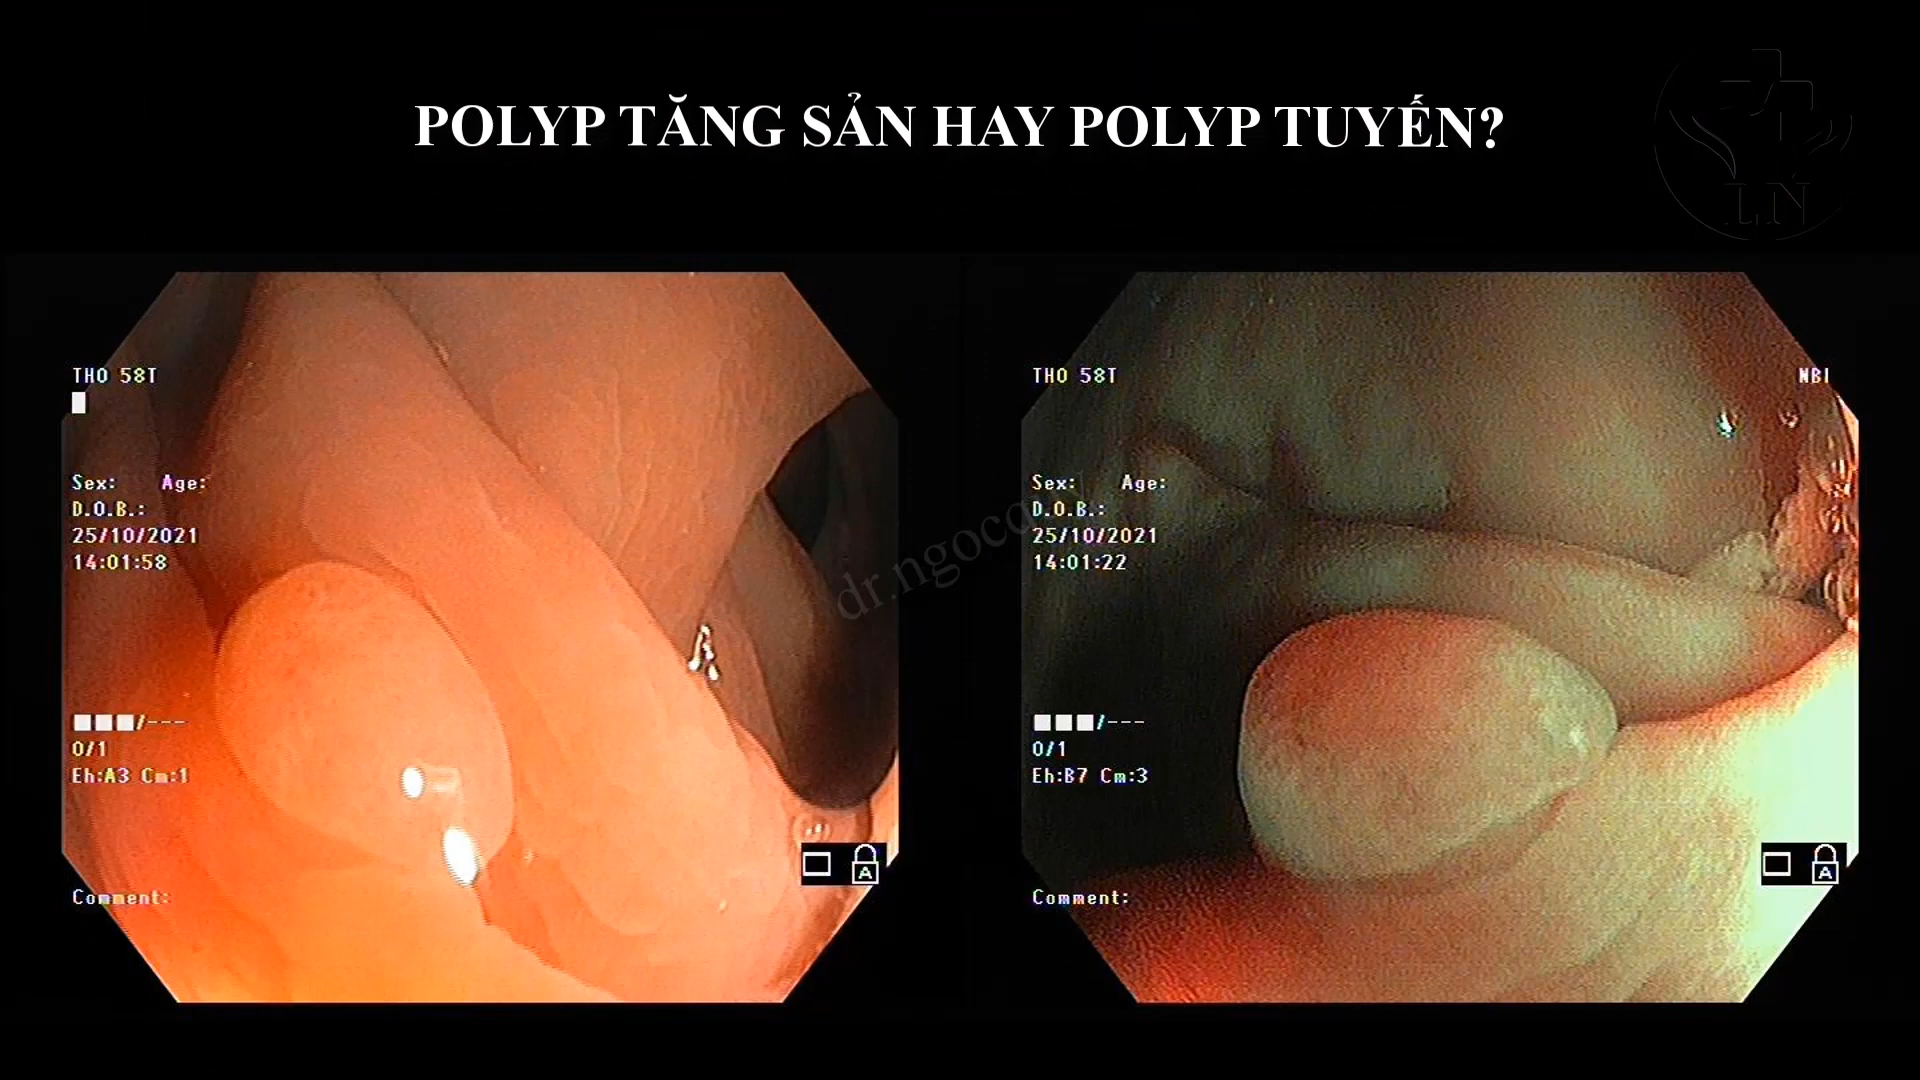 POLYP TĂNG SẢN HAY POLYP TUYẾN?
LN
THO 58T
Sex: Age:
D.O.B.:
25/10/2021
14:01:58
■■■/---
0/1
Eh:A3 Cm:1
Comment:
A
THO 58T
NBI
Sex: Age:
D.O.B.:
25/10/2021
14:01:22
■■■/---
0/1
Eh:B7 Cm:3
Comment:
A